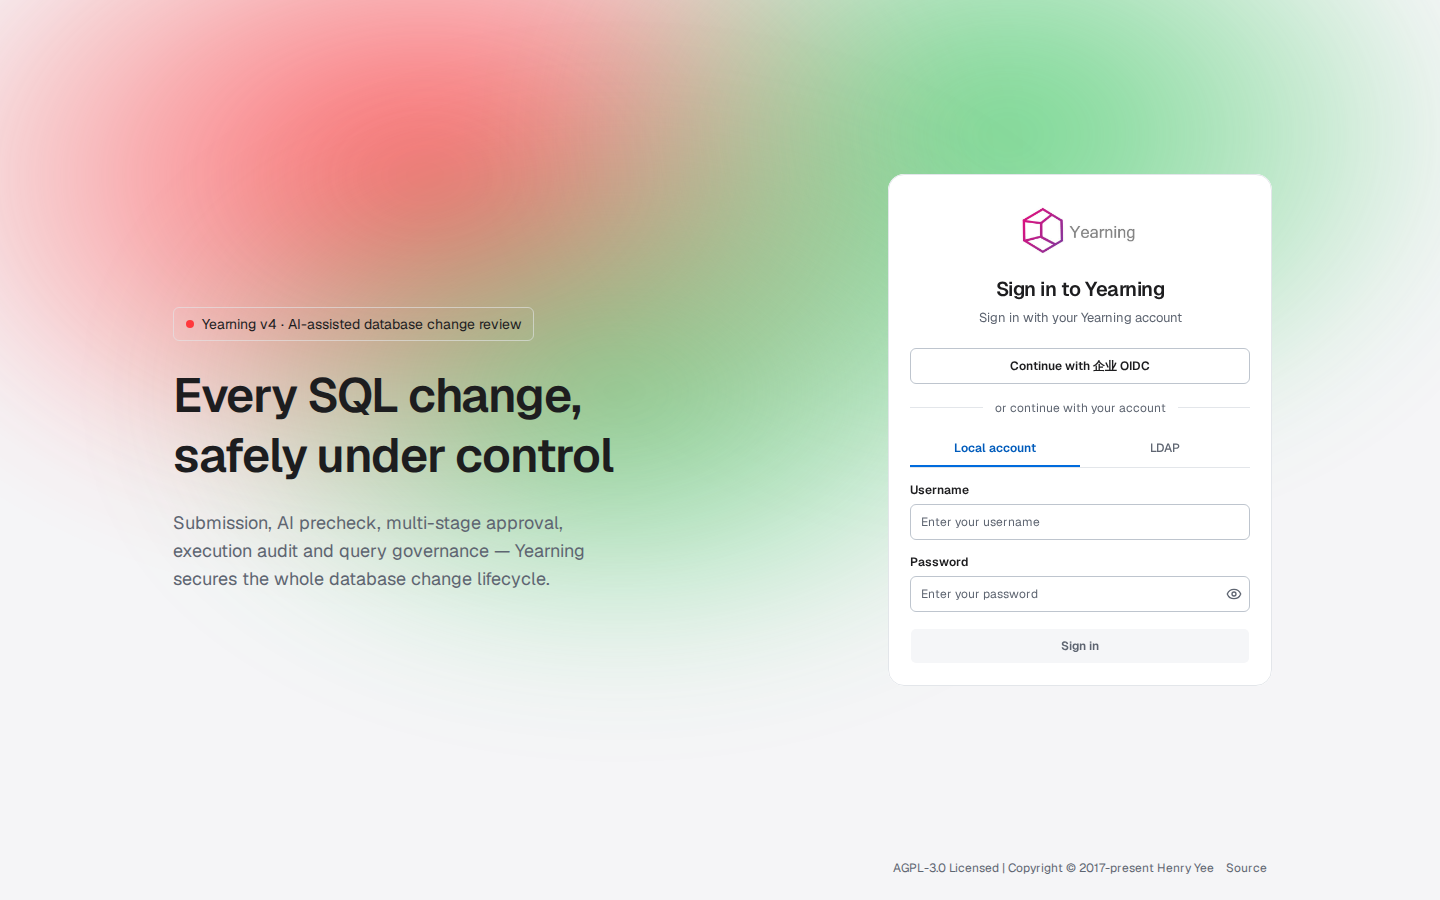 Yearning v4 · AI-assisted database change review
Every SQL change,
safely under control
Submission, AI precheck, multi-stage approval,
execution audit and query governance — Yearning
secures the whole database change lifecycle.
Yearning
Sign in to Yearning
Sign in with your Yearning account
Continue with 企业 OIDC
or continue with your account
Local account
LDAP
Username
Enter your username
Password
Enter your password
Sign in
AGPL-3.0 Licensed | Copyright © 2017-present Henry Yee
Source